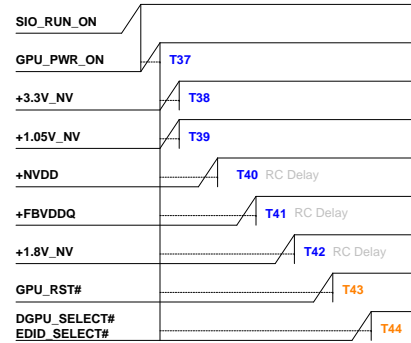 SIO_RUN_ON
GPU_PWR_ON T37
+3.3V_NV T38
+1.05V_NV T39
+NVDD T40 RC Delay
+FBVDDQ T41 RC Delay
+1.8V_NV T42 RC Delay
GPU_RST# T43
DGPU_SELECT#
EDID_SELECT# T44